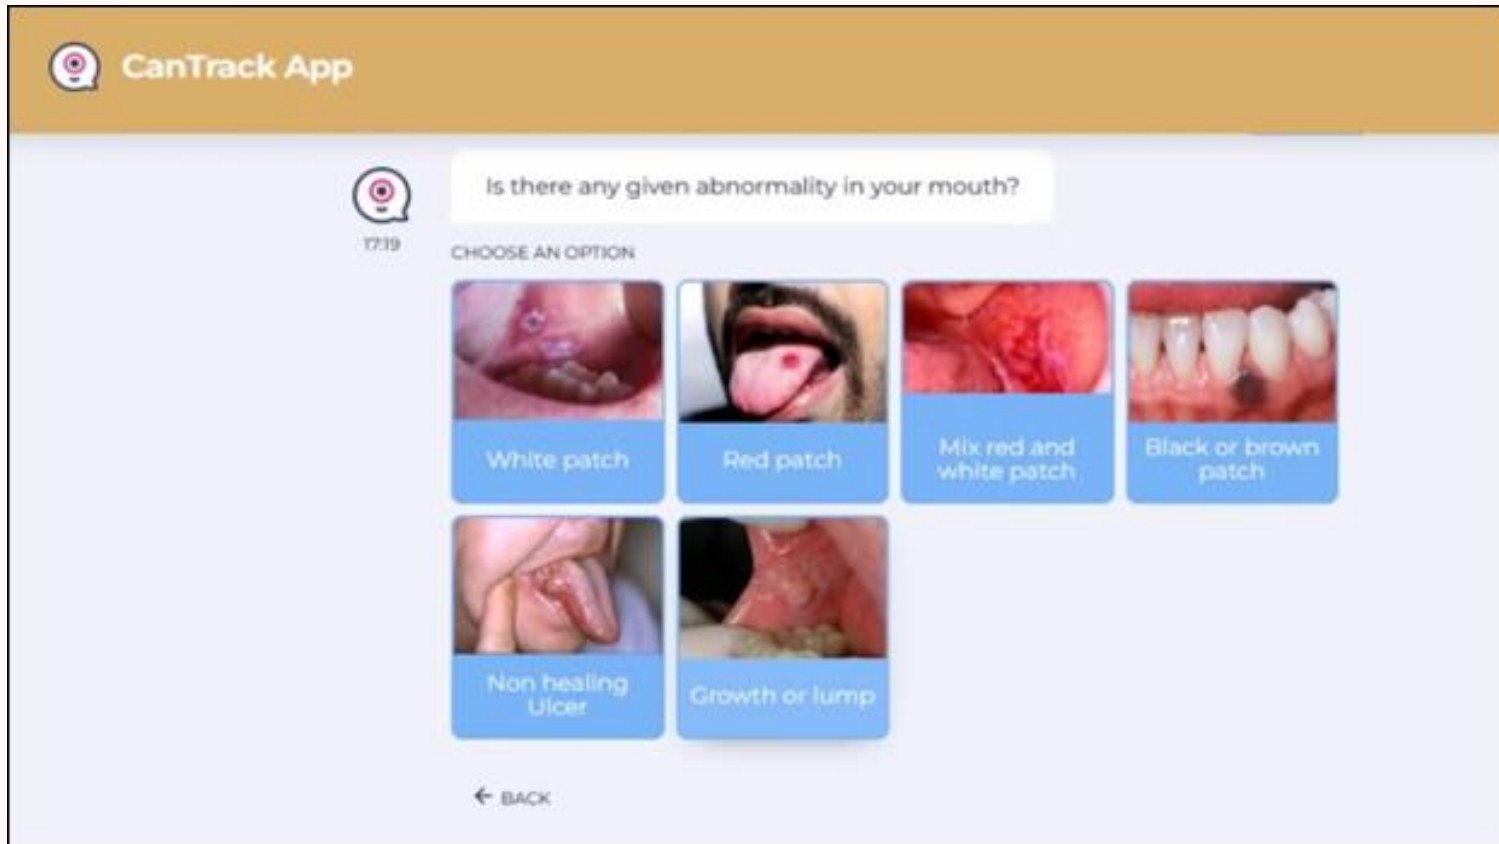 CanTrack App
Is there any given abnormality in your mouth?
17:19
CHOOSE AN OPTION
White patch
Red patch
Mix red and
white patch
Black or brown
patch
Non healing
Ulcer
Growth or lump
← BACK